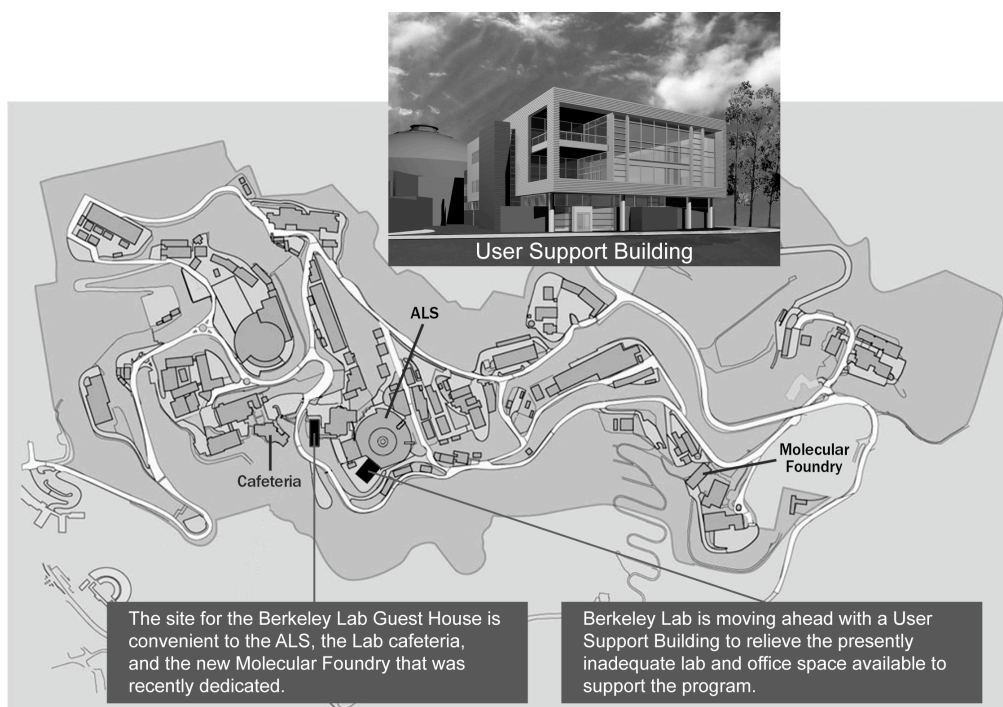 User Support Building
ALS
Cafeteria
Molecular
Foundry
The site for the Berkeley Lab Guest House is
convenient to the ALS, the Lab cafeteria,
and the new Molecular Foundry that was
recently dedicated.
Berkeley Lab is moving ahead with a User
Support Building to relieve the presently
inadequate lab and office space available to
support the program.